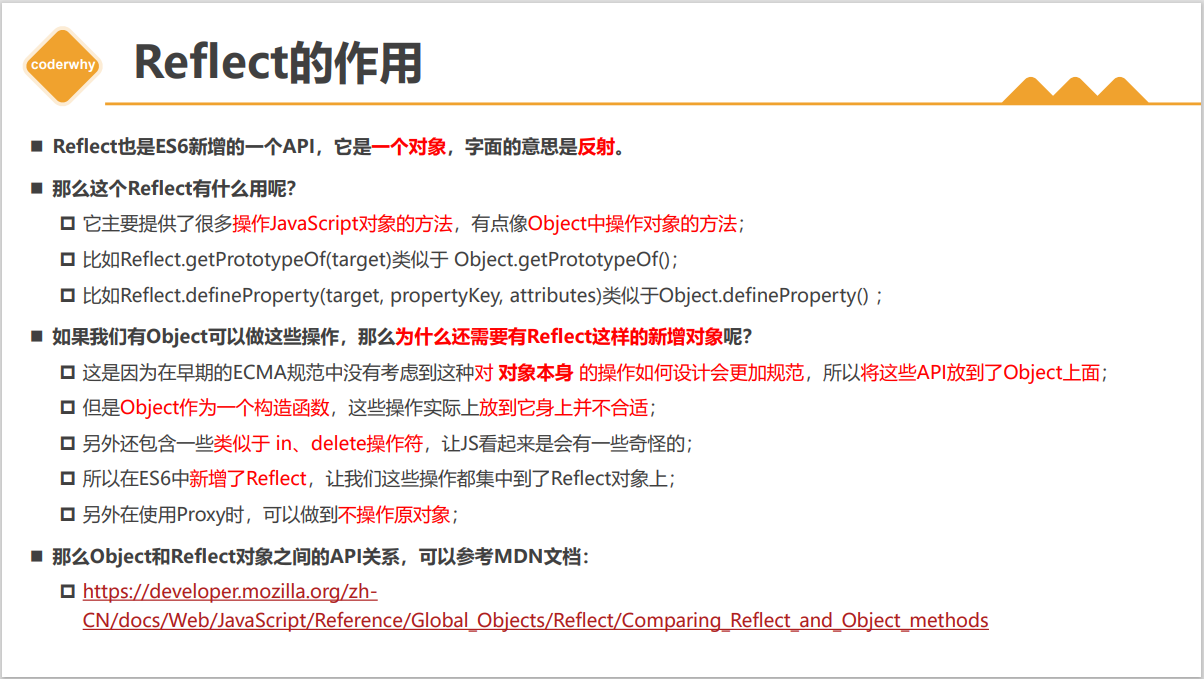 coderwhy
Reflect的作用
Reflect也是ES6新增的一个API，它是一个对象，字面的意思是反射。
那么这个Reflect有什么用呢？
它主要提供了很多操作JavaScript对象的方法，有点像Object中操作对象的方法；
比如Reflect.getPrototypeOf(target)类似于 Object.getPrototypeOf()；
比如Reflect.defineProperty(target, propertyKey, attributes)类似于Object.defineProperty() ；
如果我们有Object可以做这些操作，那么为什么还需要有Reflect这样的新增对象呢？
这是因为在早期的ECMA规范中没有考虑到这种对 对象本身 的操作如何设计会更加规范，所以将这些API放到了Object上面；
但是Object作为一个构造函数，这些操作实际上放到它身上并不合适；
另外还包含一些类似于 in、delete操作符，让JS看起来是会有一些奇怪的；
所以在ES6中新增了Reflect，让我们这些操作都集中到了Reflect对象上；
另外在使用Proxy时，可以做到不操作原对象；
那么Object和Reflect对象之间的API关系，可以参考MDN文档：
https://developer.mozilla.org/zh-
CN/docs/Web/JavaScript/Reference/Global_Objects/Reflect/Comparing_Reflect_and_Object_methods